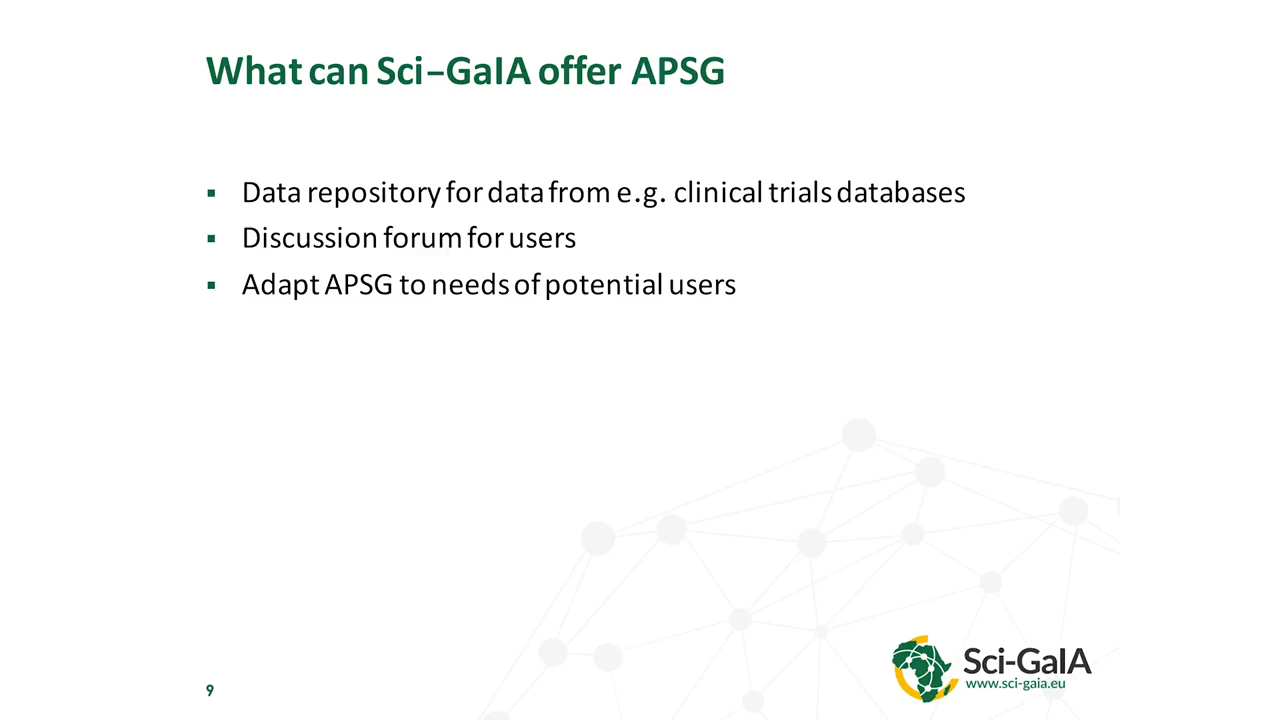 What can Sci-GaIA offer APSG
▪ Data repository for data from e.g. clinical trials databases
▪ Discussion forum for users
▪ Adapt APSG to needs of potential users
Sci-GaIA
www.sci-gaia.eu
9